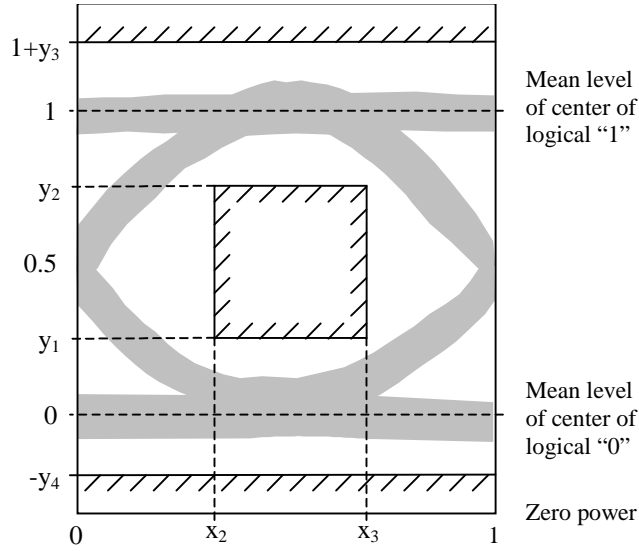 1+y3
Mean level
of center of
logical “1”
1
y2
0.5
y1
Mean level
of center of
logical “0”
0
-y4
Zero power
0
x2
x3
1